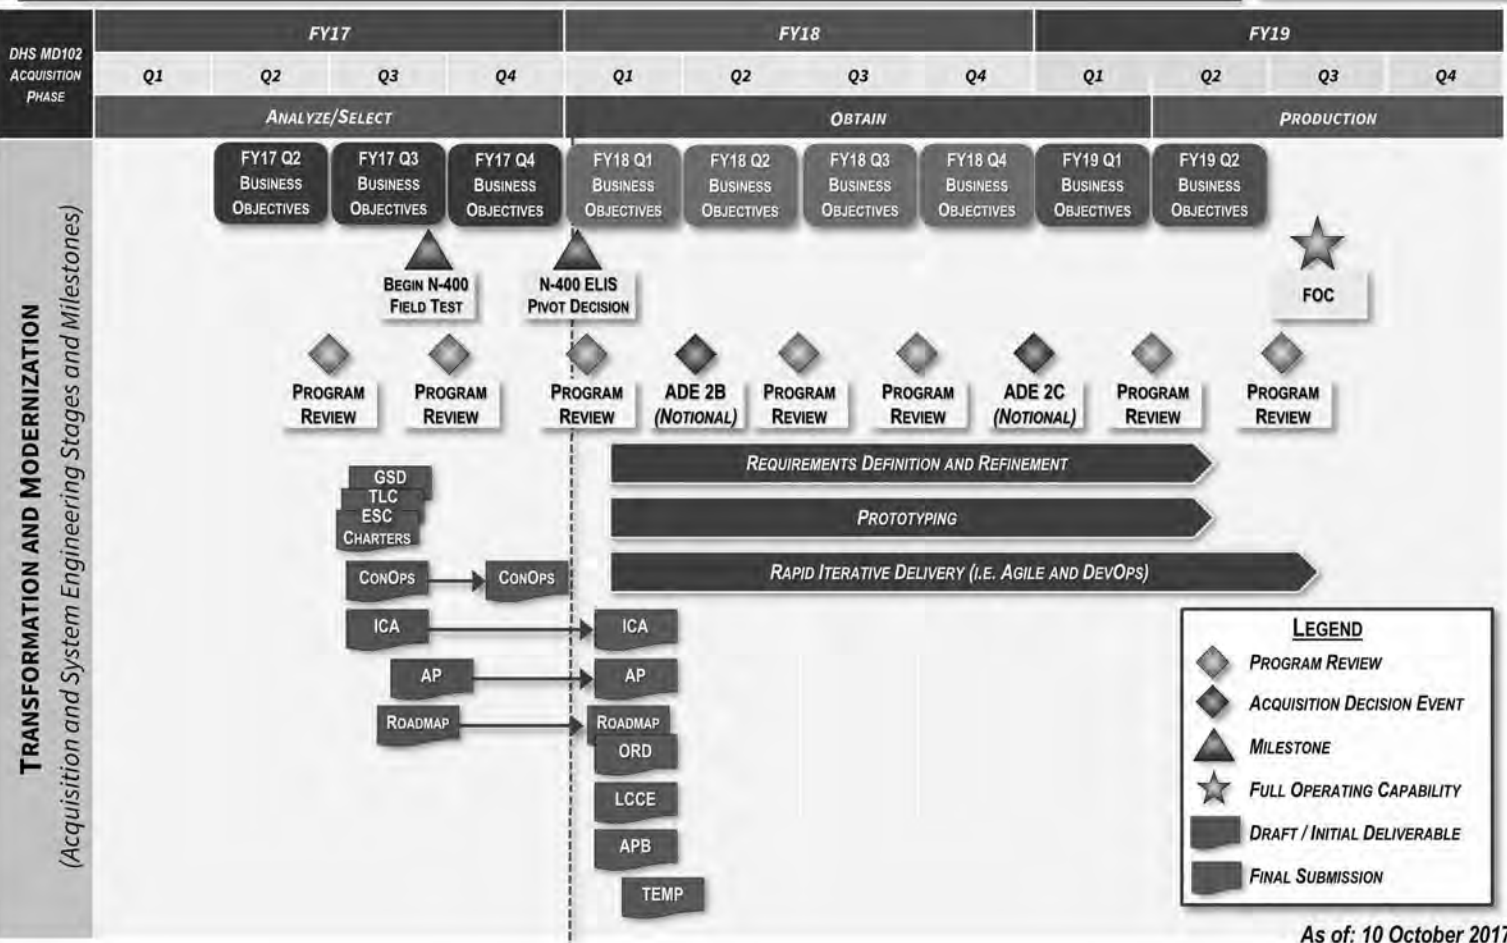 DHS MD102
ACQUISITION
PHASE
FY17
FY18
FY19
Q1
Q2
Q3
Q4
Q1
Q2
Q3
Q4
Q1
Q2
Q3
Q4
ANALYZE/SELECT
OBTAIN
PRODUCTION
TRANSFORMATION AND MODERNIZATION
(Acquisition and System Engineering Stages and Milestones)
FY17 Q2
BUSINESS
OBJECTIVES
FY17 Q3
BUSINESS
OBJECTIVES
FY17 Q4
BUSINESS
OBJECTIVES
FY18 Q1
BUSINESS
OBJECTIVES
FY18 Q2
BUSINESS
OBJECTIVES
FY18 Q3
BUSINESS
OBJECTIVES
FY18 Q4
BUSINESS
OBJECTIVES
FY19 Q1
BUSINESS
OBJECTIVES
FY19 Q2
BUSINESS
OBJECTIVES
BEGIN N-400
FIELD TEST
N-400 ELIS
PIVOT DECISION
FOC
PROGRAM
REVIEW
PROGRAM
REVIEW
PROGRAM
REVIEW
ADE 2B
(NOTIONAL)
PROGRAM
REVIEW
PROGRAM
REVIEW
ADE 2C
(NOTIONAL)
PROGRAM
REVIEW
PROGRAM
REVIEW
REQUIREMENTS DEFINITION AND REFINEMENT
PROTOTYPING
RAPID ITERATIVE DELIVERY (I.E. AGILE AND DEVOPS)
GSD
TLC
ESC
CHARTERS
CONOPS
CONOPS
ICA
ICA
AP
AP
ROADMAP
ROADMAP
ORD
LCCE
APB
TEMP
LEGEND
PROGRAM REVIEW
ACQUISITION DECISION EVENT
MILESTONE
FULL OPERATING CAPABILITY
DRAFT / INITIAL DELIVERABLE
FINAL SUBMISSION
As of: 10 October 2017